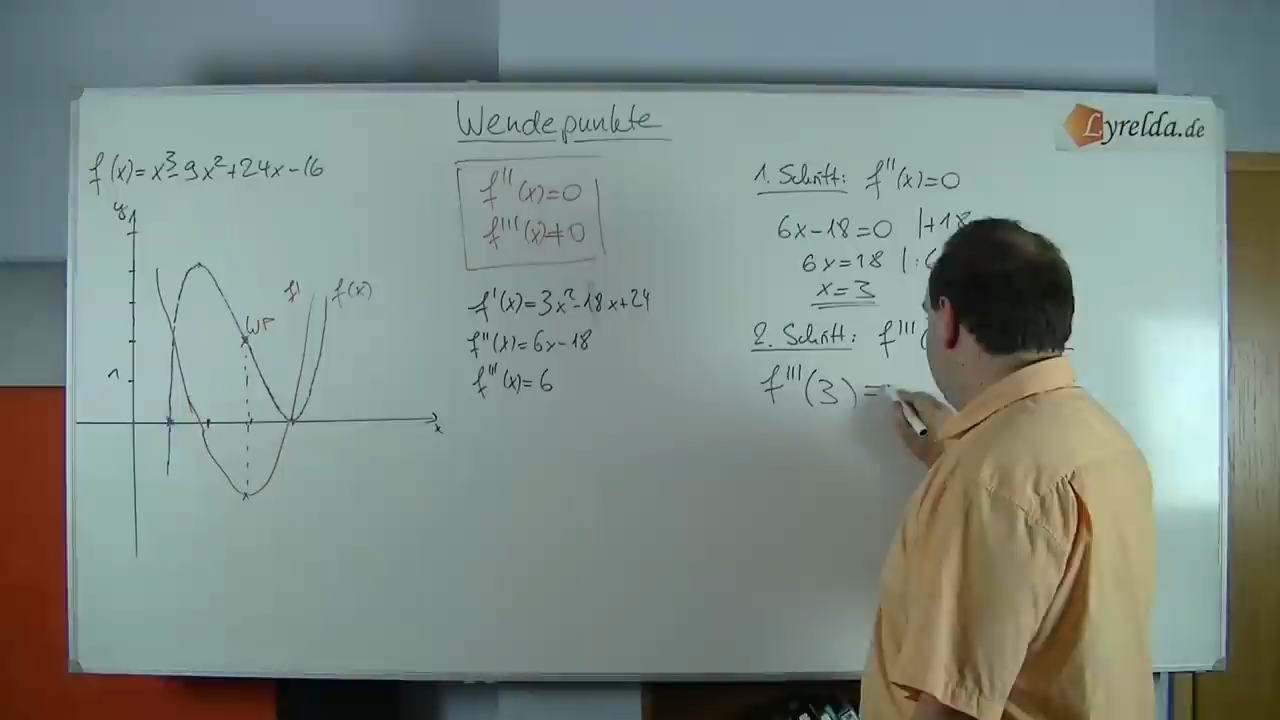 Wendepunkte
Lyrelda.de
f(x)=x³-9x²+24x-16
y
1
WP
f'
f(x)
x
f''(x)=0
f'''(x)≠0
f'(x)=3x²-18x+24
f''(x)=6x-18
f'''(x)=6
1. Schritt: f''(x)=0
6x-18=0 |+18
6x=18 |:
x=3
2. Schritt: f'''(
f'''(3)=